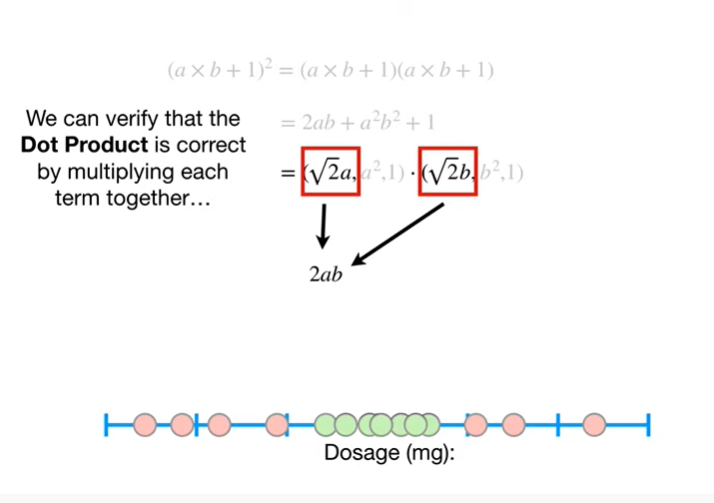 (a × b + 1)² = (a × b + 1)(a × b + 1)
We can verify that the
Dot Product is correct
by multiplying each
term together…
= 2ab + a²b² + 1
= (√2a, a²,1) · (√2b, b²,1)
2ab
Dosage (mg):